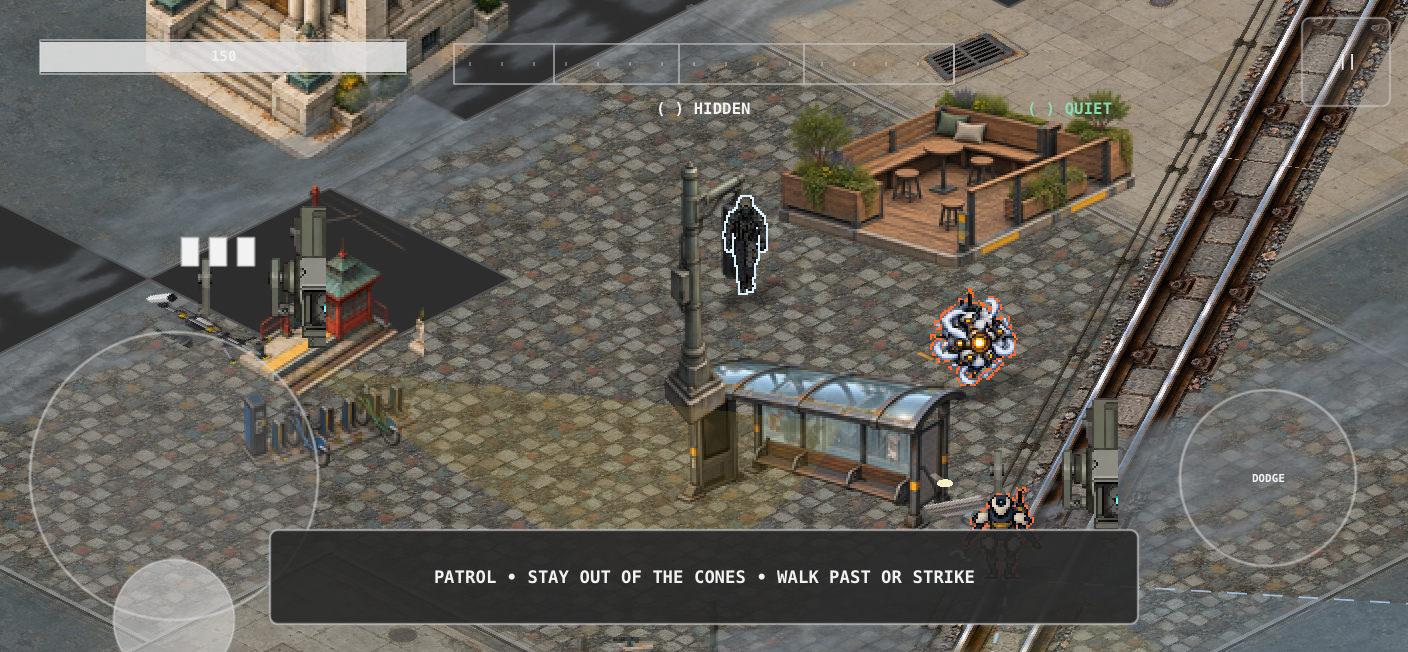 150
( ) HIDDEN
( ) QUIET
DODGE
PATROL • STAY OUT OF THE CONES • WALK PAST OR STRIKE